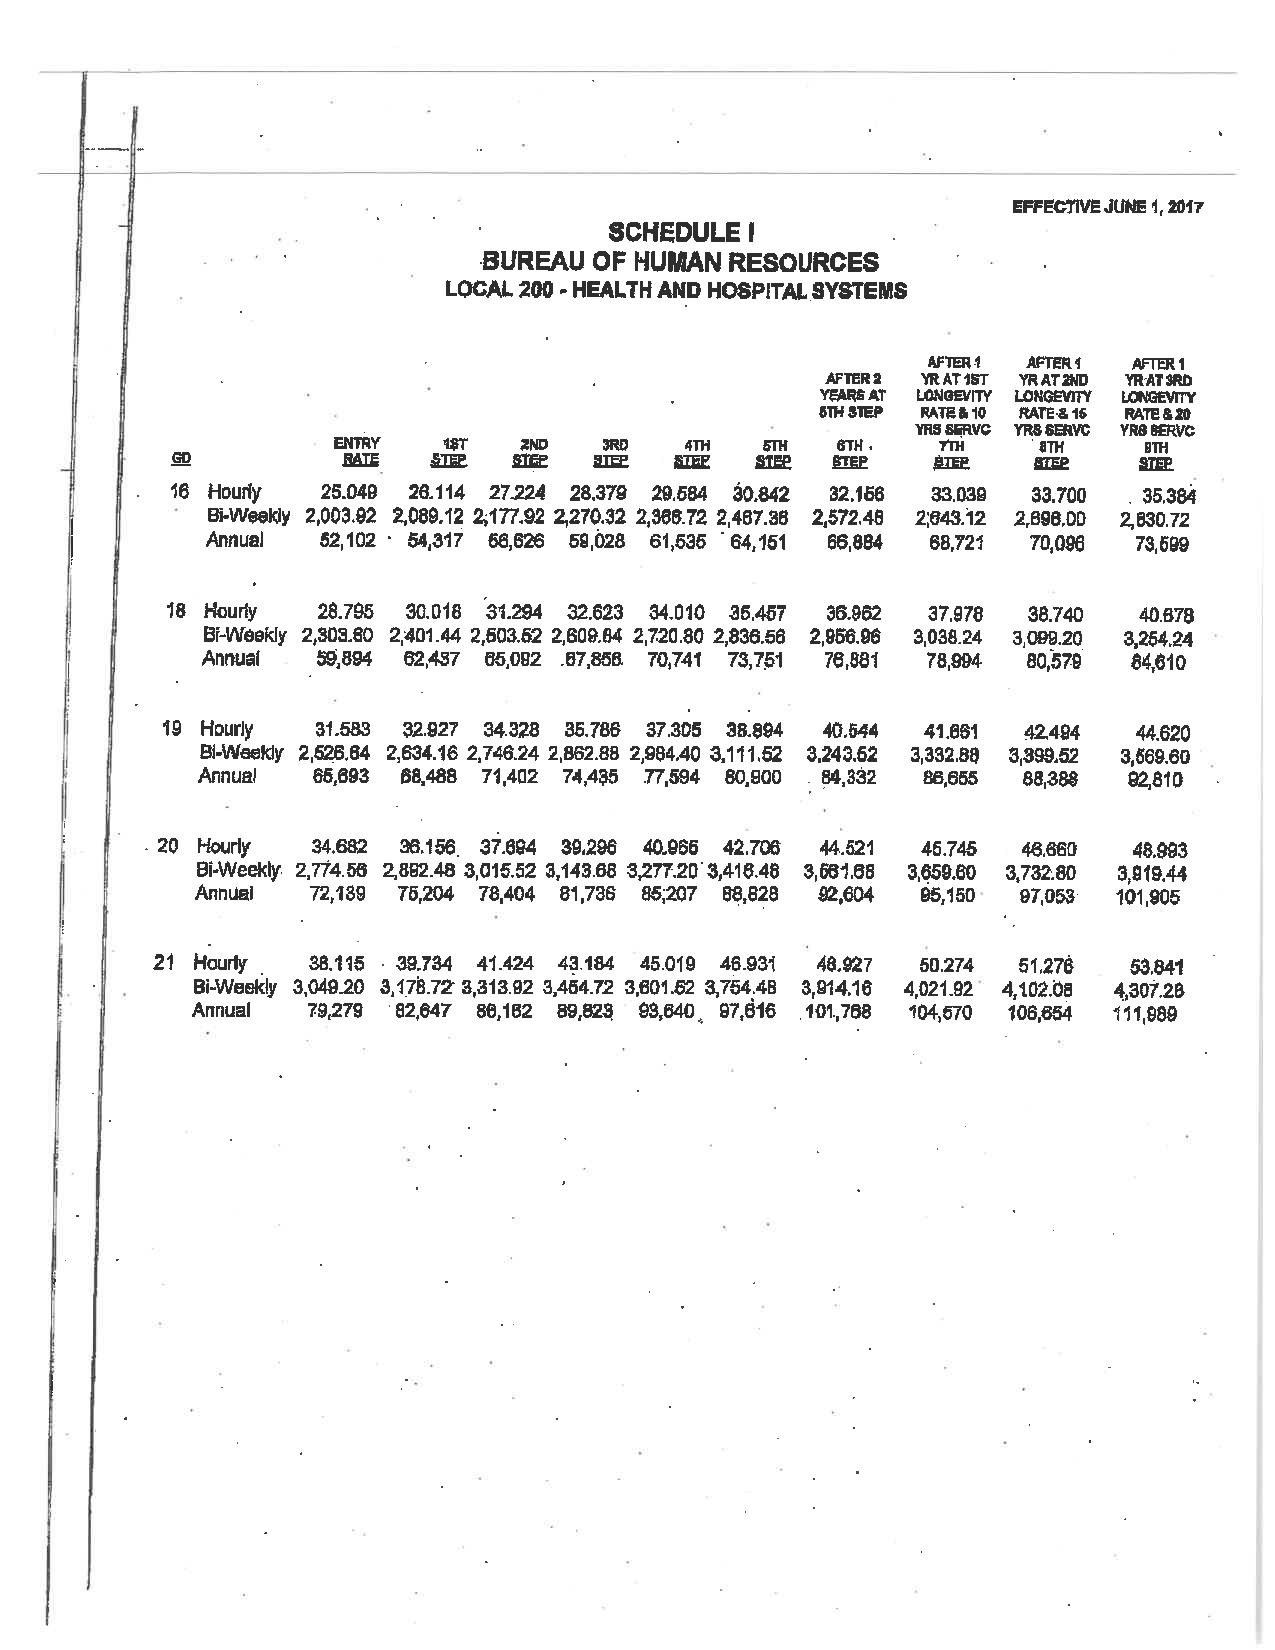 EFFECTIVE JUNE 1, 2017
SCHEDULE I
BUREAU OF HUMAN RESOURCES
LOCAL 200 - HEALTH AND HOSPITAL SYSTEMS
AFTER 1 AFTER 1 AFTER 1
AFTER 2 YR AT 1ST YR AT 2ND YR AT 3RD
YEARS AT LONGEVITY LONGEVITY LONGEVITY
5TH STEP RATE & 10 RATE & 15 RATE & 20
YRS SERVC YRS SERVC YRS SERVC
ENTRY 1ST 2ND 3RD 4TH 5TH 6TH 7TH 8TH 9TH
GD RATE STEP STEP STEP STEP STEP STEP STEP STEP STEP
16 Hourly 25.049 26.114 27.224 28.379 29.584 30.842 32.156 33.039 33.700 35.384
Bi-Weekly 2,003.92 2,089.12 2,177.92 2,270.32 2,366.72 2,467.36 2,572.48 2,643.12 2,696.00 2,830.72
Annual 52,102 54,317 56,626 59,028 61,535 64,151 66,884 68,721 70,096 73,599
18 Hourly 28.795 30.018 31.294 32.623 34.010 35.457 36.962 37.978 38.740 40.678
Bi-Weekly 2,303.60 2,401.44 2,503.52 2,609.84 2,720.80 2,836.56 2,956.96 3,038.24 3,099.20 3,254.24
Annual 59,894 62,437 65,092 67,856 70,741 73,751 76,881 78,994 80,579 84,610
19 Hourly 31.583 32.927 34.328 35.786 37.305 38.894 40.544 41.661 42.494 44.620
Bi-Weekly 2,526.64 2,634.16 2,746.24 2,862.88 2,984.40 3,111.52 3,243.52 3,332.88 3,399.52 3,569.60
Annual 65,693 68,488 71,402 74,435 77,594 80,900 84,332 86,655 88,388 92,810
20 Hourly 34.682 36.156 37.694 39.296 40.965 42.706 44.521 45.745 46.660 48.993
Bi-Weekly 2,774.56 2,892.48 3,015.52 3,143.68 3,277.20 3,416.48 3,561.68 3,659.60 3,732.80 3,919.44
Annual 72,139 75,204 78,404 81,736 85,207 88,828 92,604 95,150 97,053 101,905
21 Hourly 38.115 39.734 41.424 43.184 45.019 46.931 48.927 50.274 51.276 53.841
Bi-Weekly 3,049.20 3,178.72 3,313.92 3,454.72 3,601.52 3,754.48 3,914.16 4,021.92 4,102.08 4,307.28
Annual 79,279 82,647 86,162 89,823 93,640 97,616 101,768 104,570 106,654 111,989